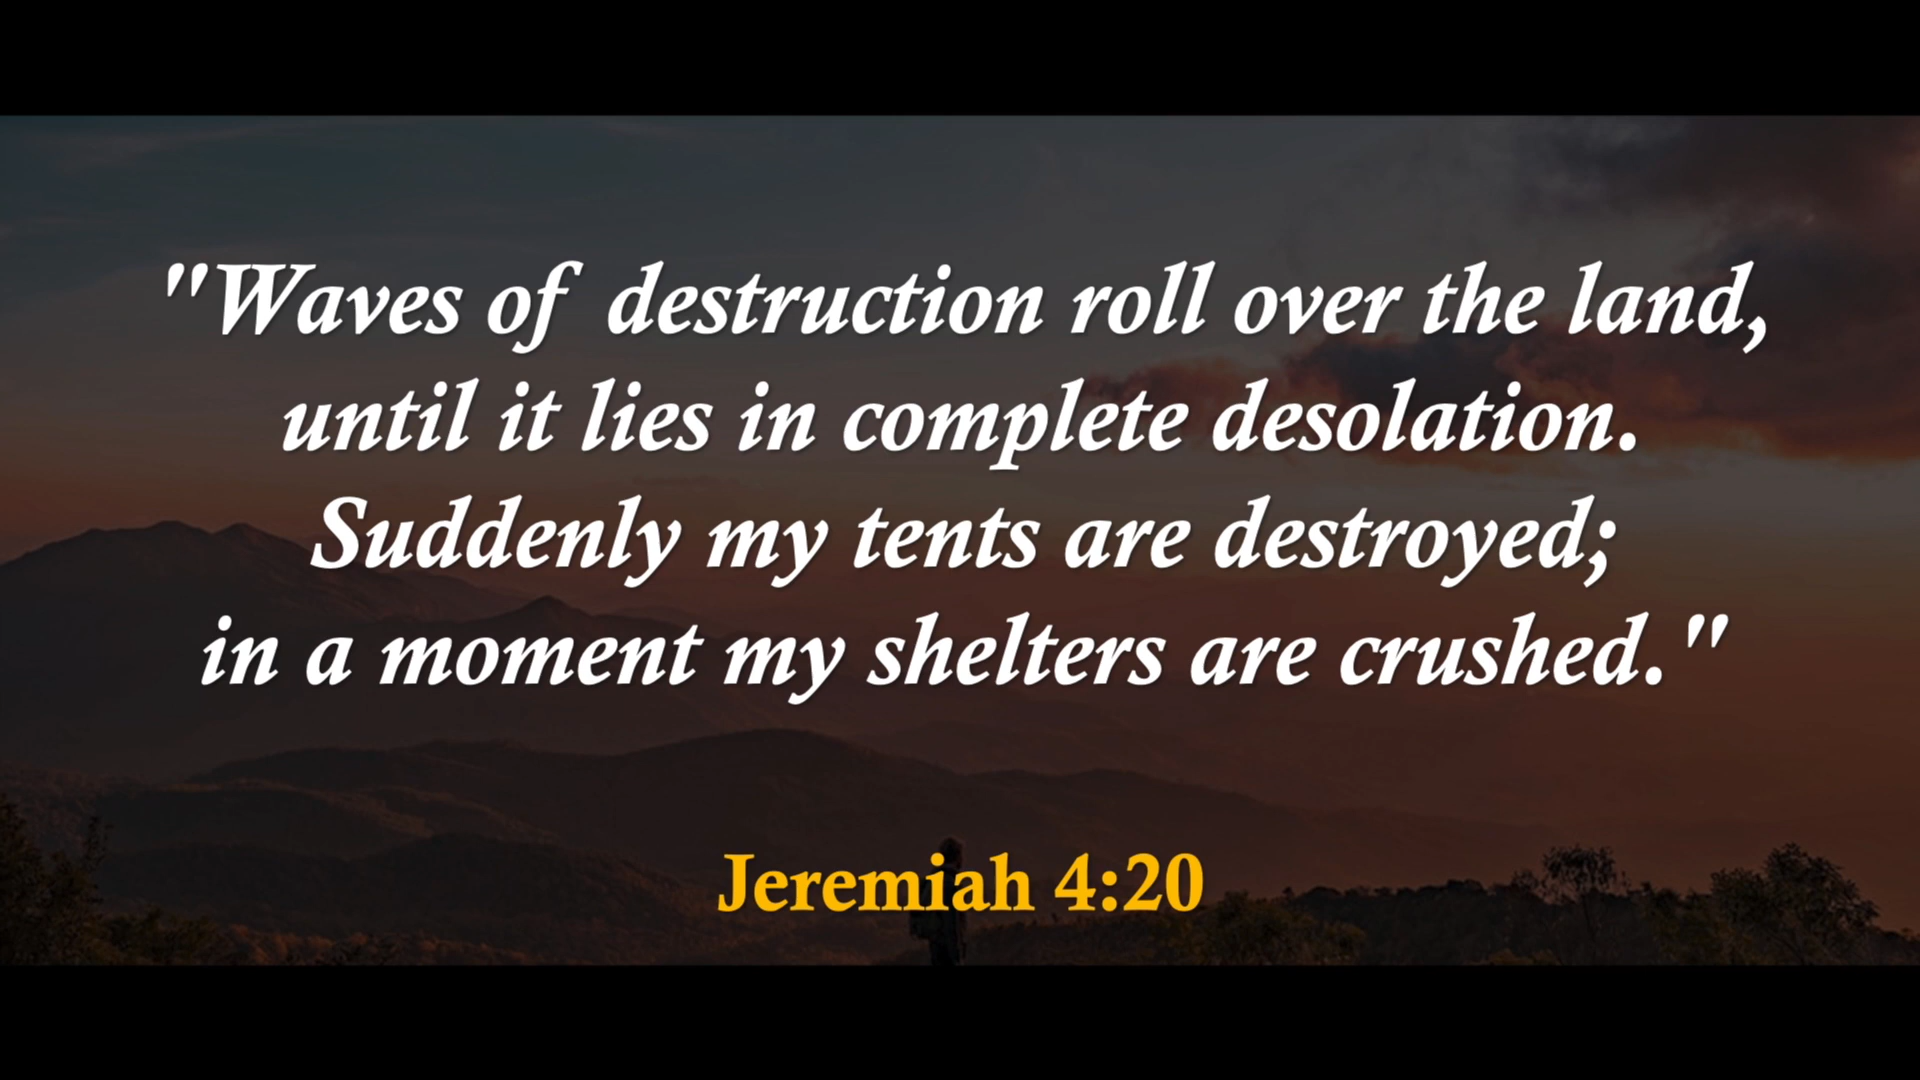 "Waves of destruction roll over the land,
until it lies in complete desolation.
Suddenly my tents are destroyed;
in a moment my shelters are crushed."
Jeremiah 4:20